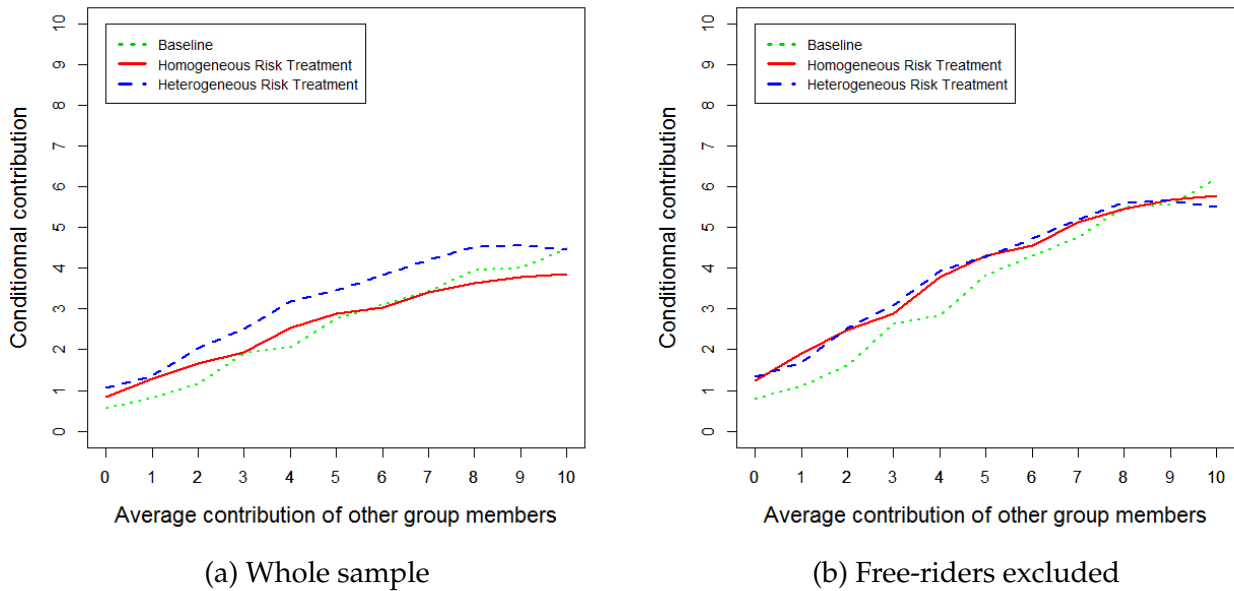 Conditionnal contribution
10
9
8
7
6
5
4
3
2
1
0
Baseline
Homogeneous Risk Treatment
Heterogeneous Risk Treatment
0 1 2 3 4 5 6 7 8 9 10
Average contribution of other group members
(a) Whole sample
Conditionnal contribution
10
9
8
7
6
5
4
3
2
1
0
Baseline
Homogeneous Risk Treatment
Heterogeneous Risk Treatment
0 1 2 3 4 5 6 7 8 9 10
Average contribution of other group members
(b) Free-riders excluded